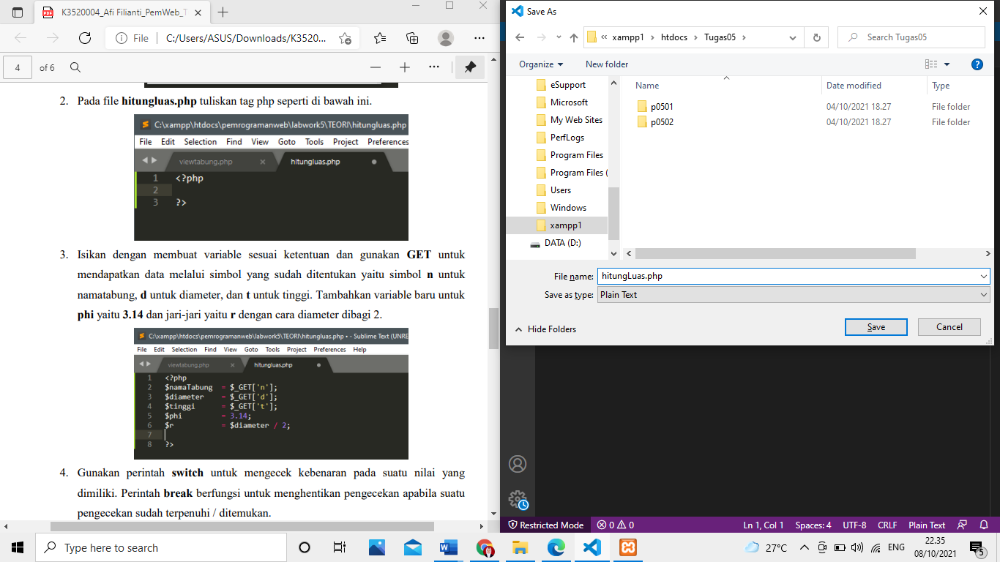 K3520004_Afi Filianti_PemWeb_T
File
C:/Users/ASUS/Downloads/K3520...
4 of 6
2. Pada file hitungluas.php tuliskan tag php seperti di bawah ini.
C:\xampp\htdocs\pemrogramanweb\labwork5\TEORI\hitungluas.php
File Edit Selection Find View Goto Tools Project Preferences
viewtabung.php
hitungluas.php
1 <?php
2
3 ?>
3. Isikan dengan membuat variable sesuai ketentuan dan gunakan GET untuk
mendapatkan data melalui simbol yang sudah ditentukan yaitu simbol n untuk
namatabung, d untuk diameter, dan t untuk tinggi. Tambahkan variable baru untuk
phi yaitu 3.14 dan jari-jari yaitu r dengan cara diameter dibagi 2.
C:\xampp\htdocs\pemrogramanweb\labwork5\TEORI\hitungluas.php • - Sublime Text (UNRE
File Edit Selection Find View Goto Tools Project Preferences Help
viewtabung.php
hitungluas.php
1 <?php
2 $namaTabung = $_GET['n'];
3 $diameter = $_GET['d'];
4 $tinggi = $_GET['t'];
5 $phi = 3.14;
6 $r = $diameter / 2;
7
8 ?>
4. Gunakan perintah switch untuk mengecek kebenaran pada suatu nilai yang
dimiliki. Perintah break berfungsi untuk menghentikan pengecekan apabila suatu
pengecekan sudah terpenuhi / ditemukan.
Save As
« xampp1 › htdocs › Tugas05 ›
Search Tugas05
Organize
New folder
eSupport
Microsoft
My Web Sites
PerfLogs
Program Files
Program Files (
Users
Windows
xampp1
DATA (D:)
Name Date modified Type
p0501 04/10/2021 18.27 File folder
p0502 04/10/2021 18.27 File folder
File name: hitungLuas.php
Save as type: Plain Text
Hide Folders
Save
Cancel
Restricted Mode
0 0
Ln 1, Col 1 Spaces: 4 UTF-8 CRLF Plain Text
Type here to search
27°C
ENG
22.35
08/10/2021
5